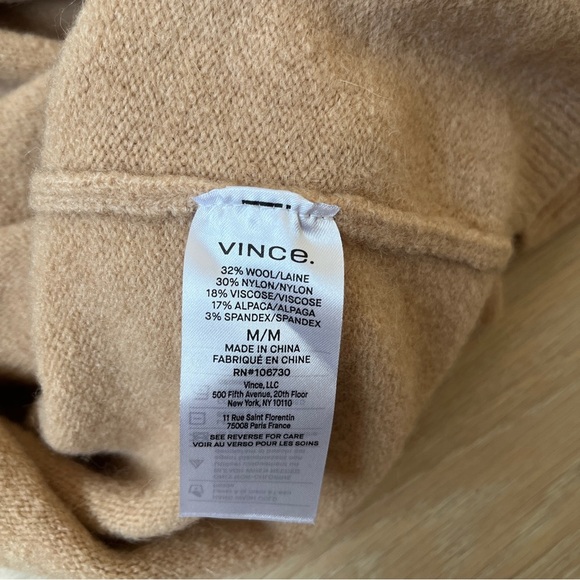 VINCE.
32% WOOL/LAINE
30% NYLON/NYLON
18% VISCOSE/VISCOSE
17% ALPACA/ALPAGA
3% SPANDEX/SPANDEX
M/M
MADE IN CHINA
FABRIQUÉ EN CHINE
RN#106730
Vince, LLC
500 Fifth Avenue, 20th Floor
New York, NY 10110
11 Rue Saint Florentin
75008 Paris France
SEE REVERSE FOR CARE
VOIR AU VERSO POUR LES SOINS